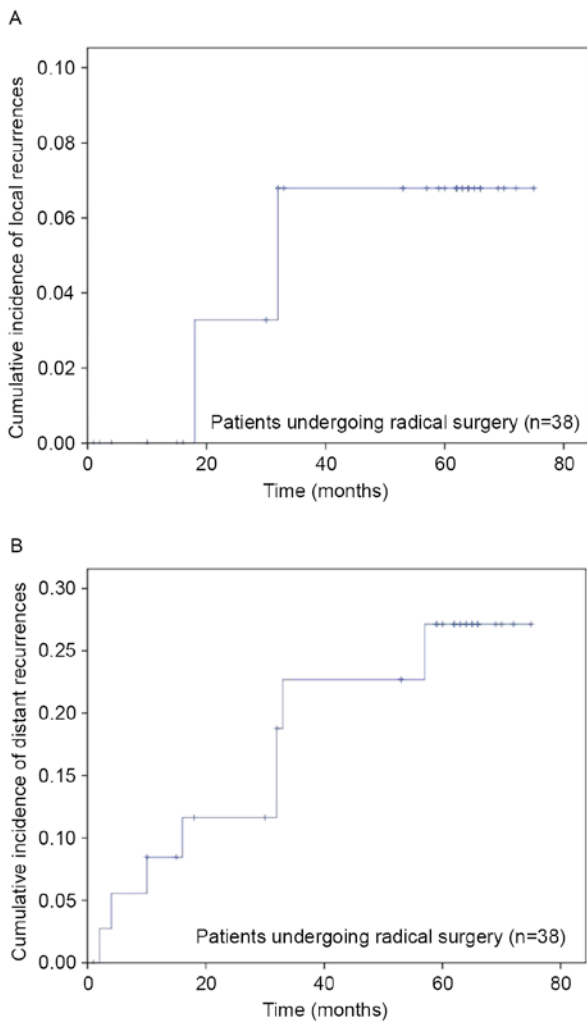 A
Cumulative incidence of local recurrences
0.10
0.08
0.06
0.04
0.02
0.00
Patients undergoing radical surgery (n=38)
0 20 40 60 80
Time (months)
B
Cumulative incidence of distant recurrences
0.30
0.25
0.20
0.15
0.10
0.05
0.00
Patients undergoing radical surgery (n=38)
0 20 40 60 80
Time (months)